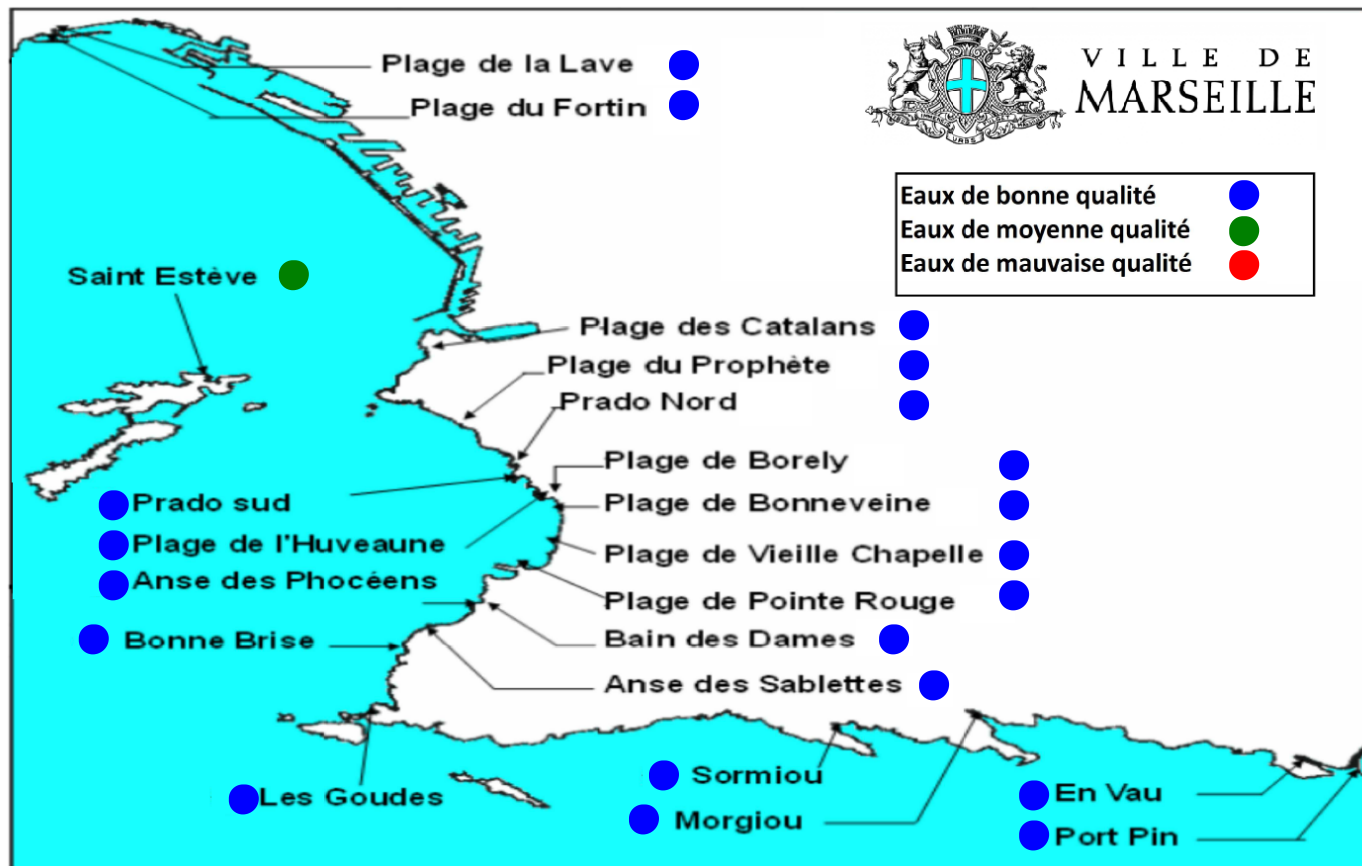 Plage de la Lave
Plage du Fortin
VILLE DE
MARSEILLE
Eaux de bonne qualité
Eaux de moyenne qualité
Eaux de mauvaise qualité
Saint Estève
Plage des Catalans
Plage du Prophète
Prado Nord
Plage de Borely
Prado sud
Plage de Bonneveine
Plage de l'Huveaune
Plage de Vieille Chapelle
Anse des Phocéens
Plage de Pointe Rouge
Bonne Brise
Bain des Dames
Anse des Sablettes
Les Goudes
Sormiou
Morgiou
En Vau
Port Pin